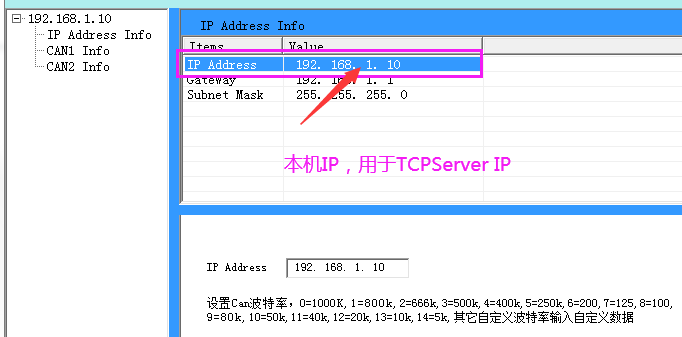 192.168.1.10
IP Address Info
CAN1 Info
CAN2 Info
IP Address Info
Items Value
IP Address 192. 168. 1. 10
GateWay 192. 168. 1. 1
Subnet Mask 255. 255. 255. 0
本机IP，用于TCPServer IP
IP Address 192. 168. 1. 10
设置Can波特率，0=1000K,1=800k,2=666k,3=500k,4=400k,5=250k,6=200,7=125,8=100,
9=80k,10=50k,11=40k,12=20k,13=10k,14=5k,其它自定义波特率输入自定义数据